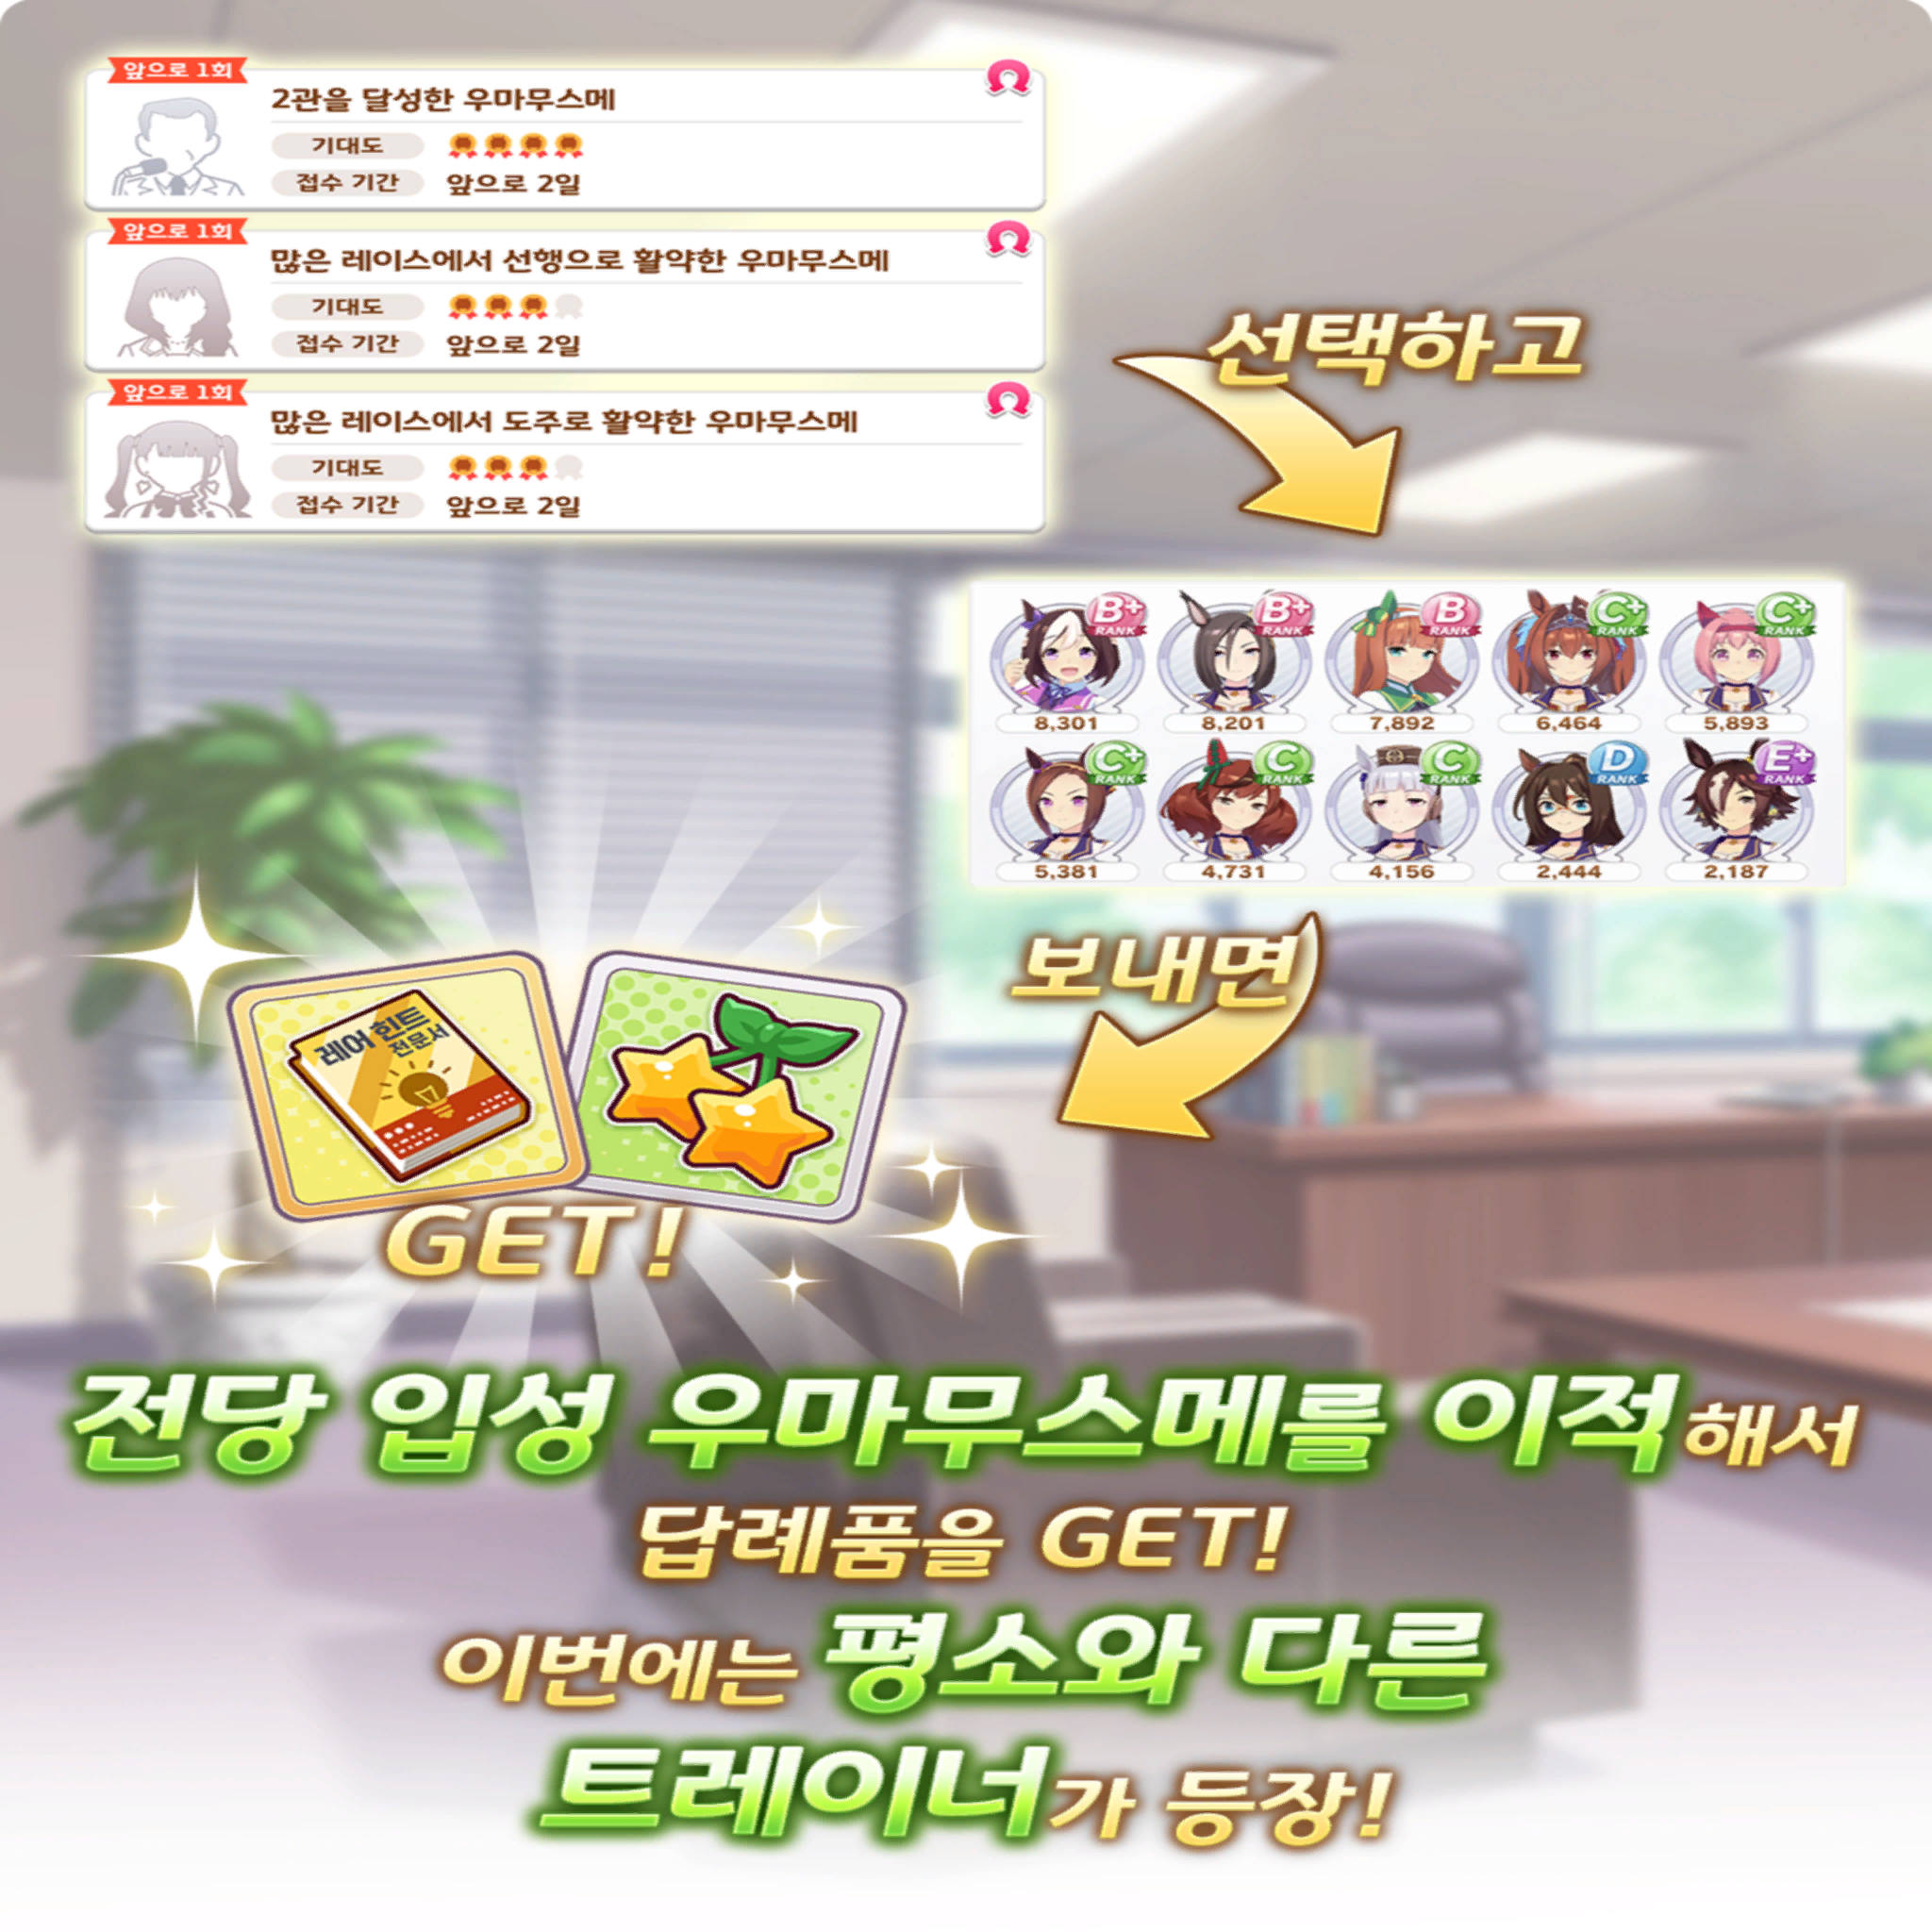 앞으로 1회
2관을 달성한 우마무스메
기대도
접수 기간 앞으로 2일
앞으로 1회
많은 레이스에서 선행으로 활약한 우마무스메
기대도
접수 기간 앞으로 2일
앞으로 1회
많은 레이스에서 도주로 활약한 우마무스메
기대도
접수 기간 앞으로 2일
선택하고
B+ RANK B+ RANK B RANK C+ RANK C+ RANK
8,301 8,201 7,892 6,464 5,893
C+ RANK C RANK C RANK D RANK E+ RANK
5,381 4,731 4,156 2,444 2,187
보내면
레어 힌트
전문서
GET!
전당 입성 우마무스메를 이적해서
답례품을 GET!
이번에는 평소와 다른
트레이너가 등장!